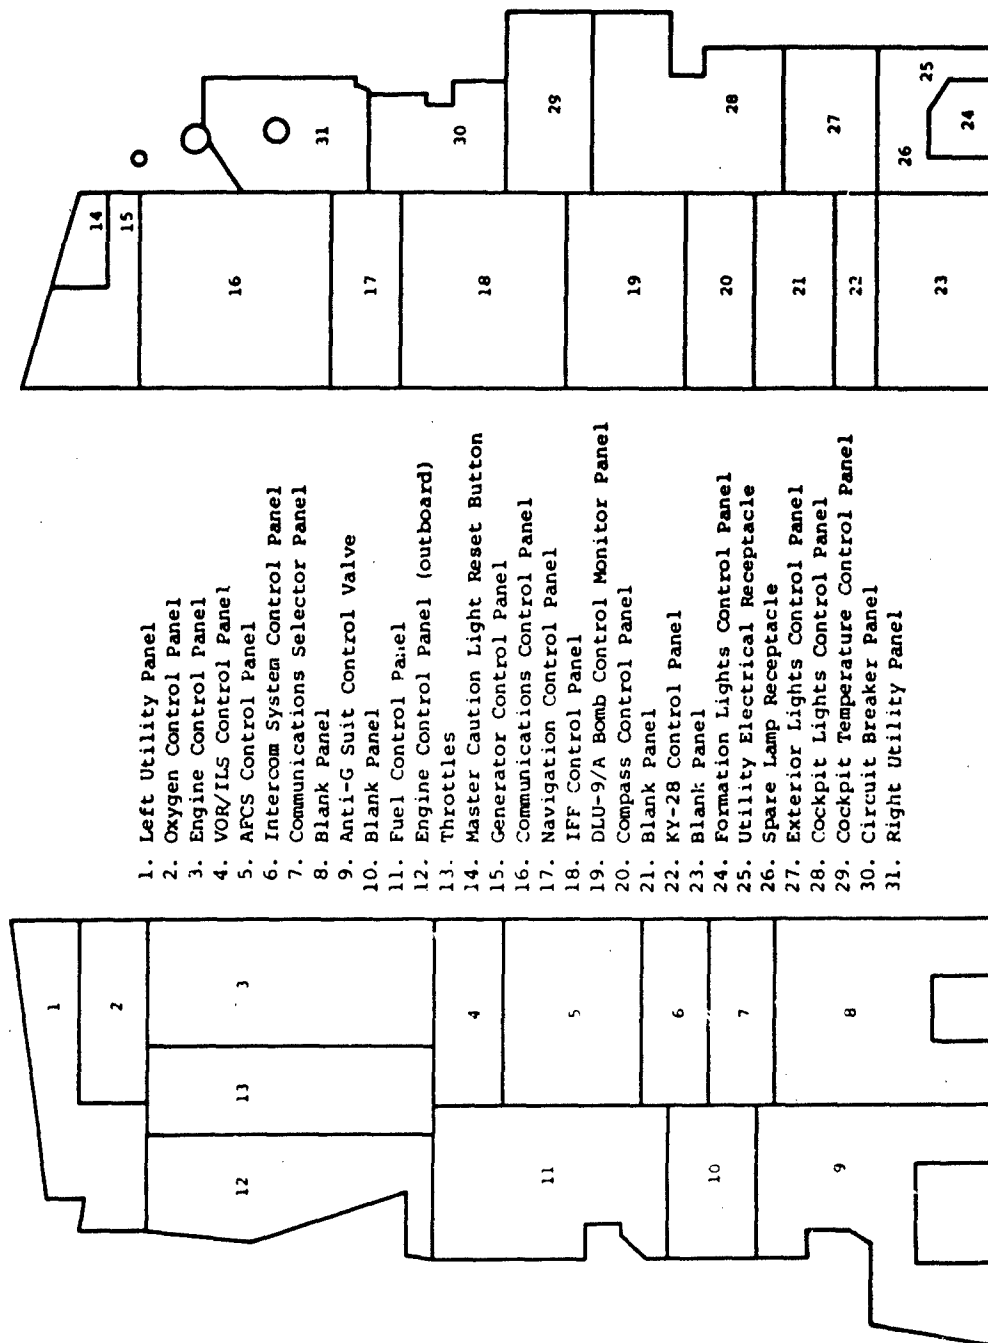 1. Left Utility Panel
2. Oxygen Control Panel
3. Engine Control Panel
4. VOR/ILS Control Panel
5. AFCS Control Panel
6. Intercom System Control Panel
7. Communications Selector Panel
8. Blank Panel
9. Anti-G Suit Control Valve
10. Blank Panel
11. Fuel Control Panel
12. Engine Control Panel (outboard)
13. Throttles
14. Master Caution Light Reset Button
15. Generator Control Panel
16. Communications Control Panel
17. Navigation Control Panel
18. IFF Control Panel
19. DLU-9/A Bomb Control Monitor Panel
20. Compass Control Panel
21. Blank Panel
22. KY-28 Control Panel
23. Blank Panel
24. Formation Lights Control Panel
25. Utility Electrical Receptacle
26. Spare Lamp Receptacle
27. Exterior Lights Control Panel
28. Cockpit Lights Control Panel
29. Cockpit Temperature Control Panel
30. Circuit Breaker Panel
31. Right Utility Panel
1
2
3
13
12
4
5
6
7
8
11
10
9
14
15
16
17
18
19
20
21
22
23
31
30
29
28
27
26
25
24